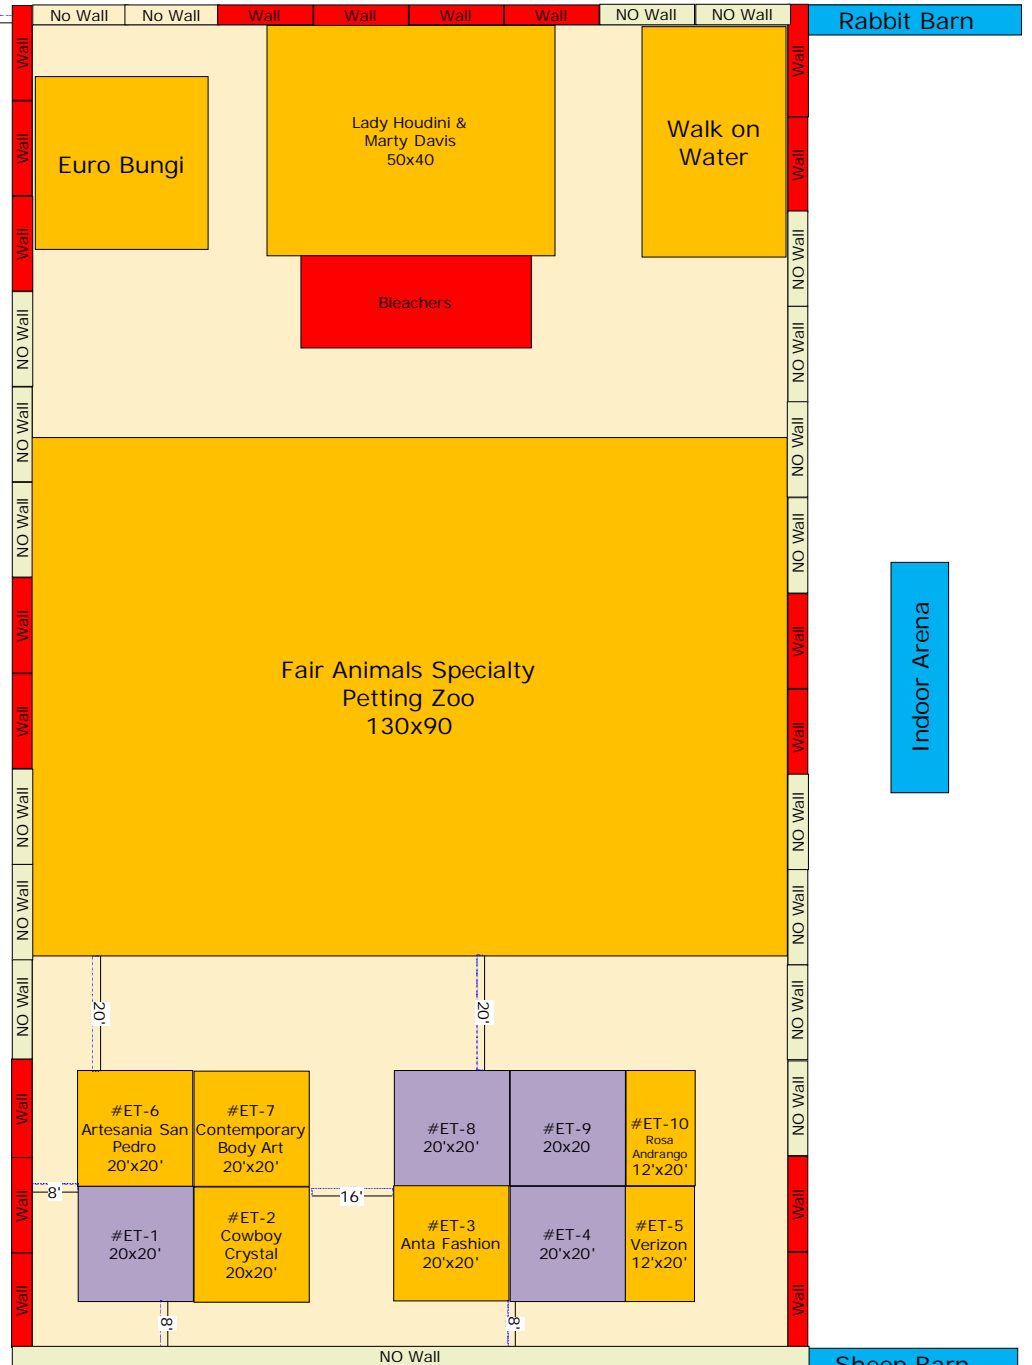 No Wall
No Wall
Wall
Wall
Wall
Wall
NO Wall
NO Wall
Rabbit Barn
Wall
Wall
Wall
NO Wall
NO Wall
NO Wall
Wall
Wall
NO Wall
NO Wall
NO Wall
Wall
Wall
Wall
Euro Bungi
Lady Houdini &
Marty Davis
50x40
Walk on
Water
Bleachers
Fair Animals Specialty
Petting Zoo
130x90
Wall
Wall
NO Wall
NO Wall
NO Wall
NO Wall
Wall
Wall
NO Wall
NO Wall
NO Wall
NO Wall
Wall
Wall
Indoor Arena
20'
20'
#ET-6
Artesania San
Pedro
20'x20'
#ET-7
Contemporary
Body Art
20'x20'
#ET-8
20'x20'
#ET-9
20x20
#ET-10
Rosa
Andrango
12'x20'
8'
16'
#ET-1
20x20'
#ET-2
Cowboy
Crystal
20x20'
#ET-3
Anta Fashion
20'x20'
#ET-4
20'x20'
#ET-5
Verizon
12'x20'
8'
8'
NO Wall
Sheep Barn